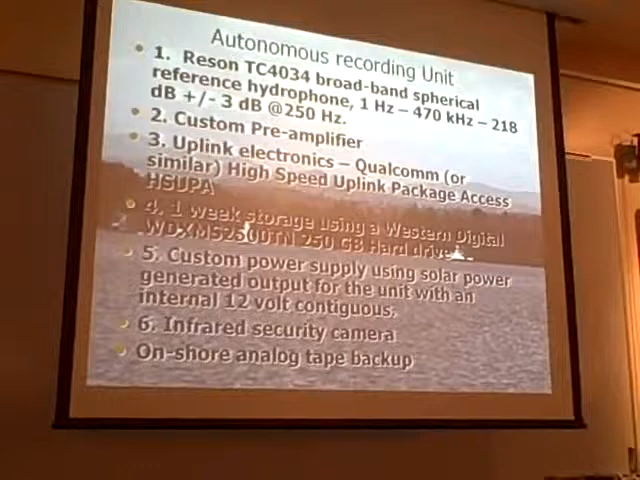 Autonomous recording Unit
1. Reson TC4034 broad-band spherical
reference hydrophone, 1 Hz – 470 kHz – 218
dB +/- 3 dB @250 Hz.
2. Custom Pre-amplifier
3. Uplink electronics – Qualcomm (or
similar) High Speed Uplink Package Access
HSUPA
4. 1 week storage using a Western Digital
WDXMS2500TN 250 GB Hard drive
5. Custom power supply using solar power
generated output for the unit with an
internal 12 volt contiguous.
6. Infrared security camera
On-shore analog tape backup